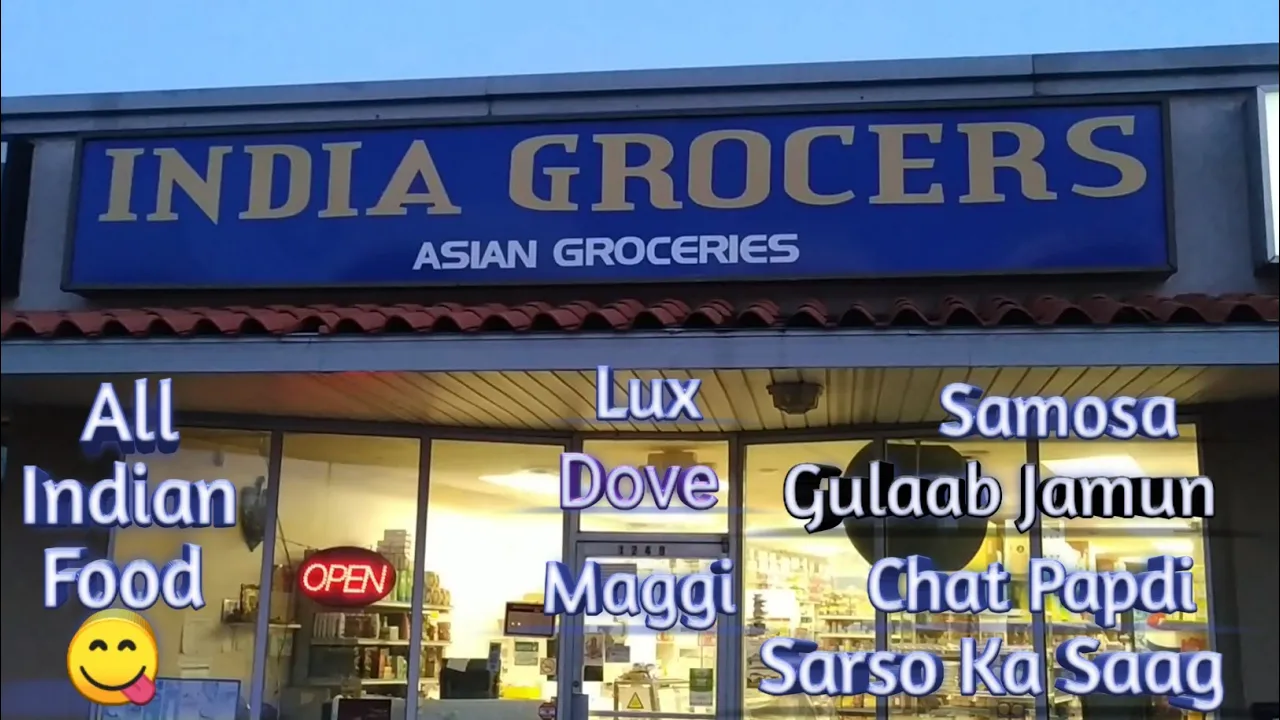 INDIA GROCERS
ASIAN GROCERIES
All
Indian
Food
OPEN
Lux
Dove
Maggi
Samosa
Gulaab Jamun
Chat Papdi
Sarso Ka Saag